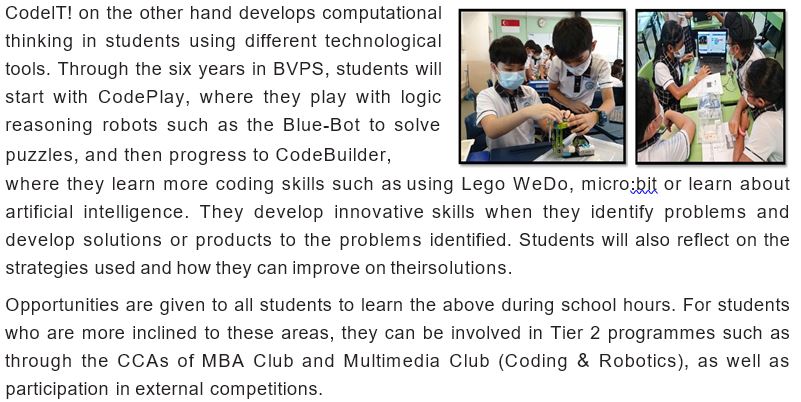 CodeIT! on the other hand develops computational
thinking in students using different technological
tools. Through the six years in BVPS, students will
start with CodePlay, where they play with logic
reasoning robots such as the Blue-Bot to solve
puzzles, and then progress to CodeBuilder,
where they learn more coding skills such as using Lego WeDo, micro:bit or learn about
artificial intelligence. They develop innovative skills when they identify problems and
develop solutions or products to the problems identified. Students will also reflect on the
strategies used and how they can improve on theirsolutions.
Opportunities are given to all students to learn the above during school hours. For students
who are more inclined to these areas, they can be involved in Tier 2 programmes such as
through the CCAs of MBA Club and Multimedia Club (Coding & Robotics), as well as
participation in external competitions.